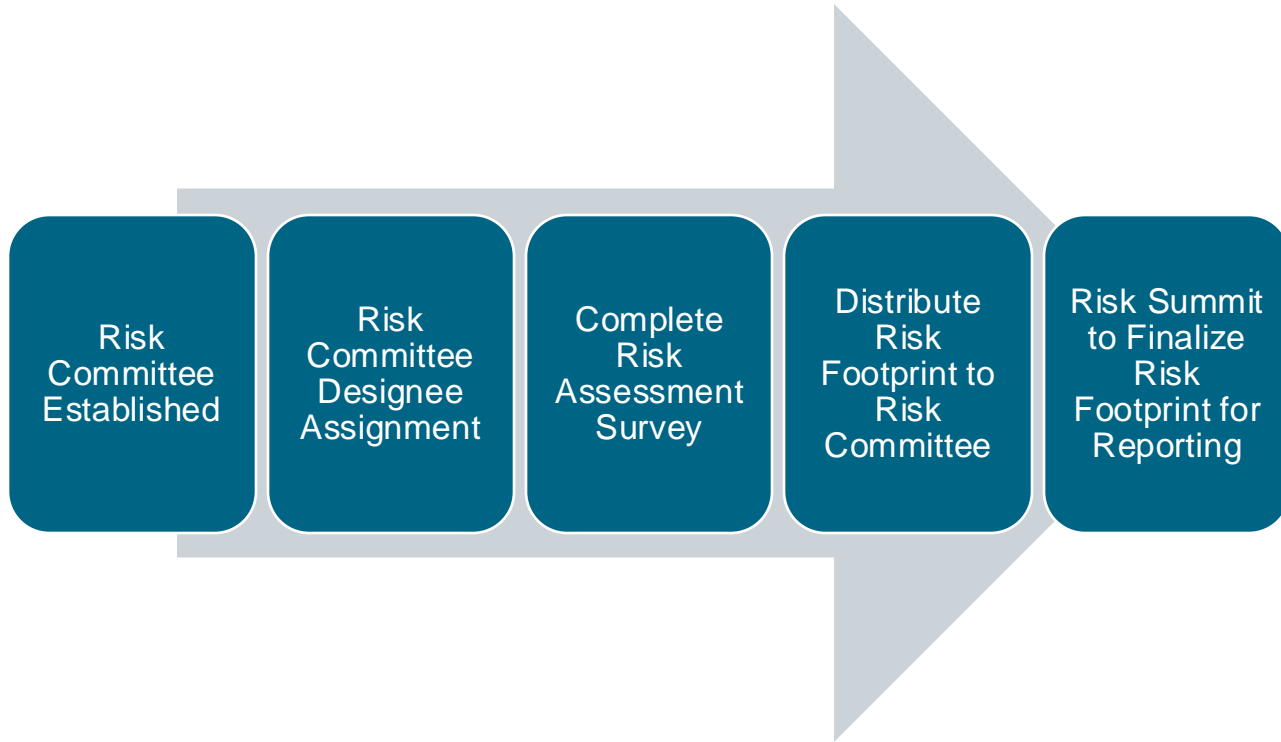 Risk
Committee
Established
Risk
Committee
Designee
Assignment
Complete
Risk
Assessment
Survey
Distribute
Risk
Footprint to
Risk
Committee
Risk Summit
to Finalize
Risk
Footprint for
Reporting